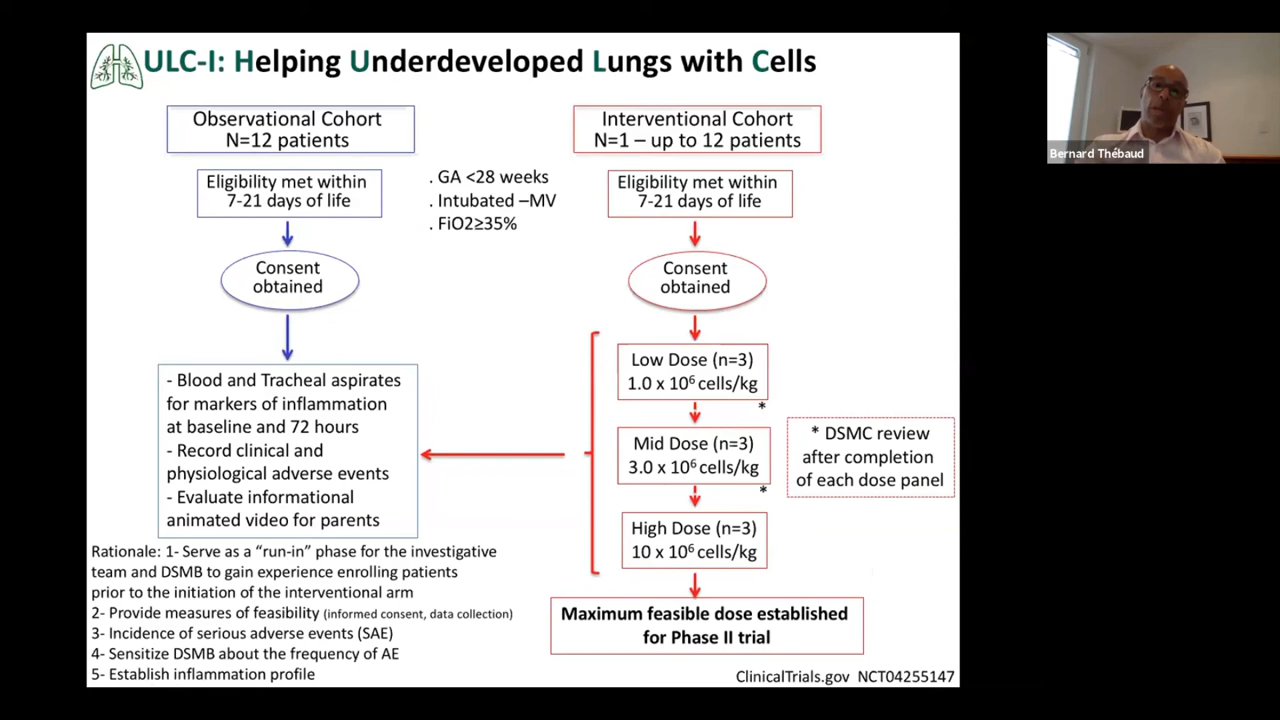 HULC-I: Helping Underdeveloped Lungs with Cells
Observational Cohort
N=12 patients
Eligibility met within
7-21 days of life
. GA <28 weeks
. Intubated –MV
. FiO2≥35%
Consent
obtained
- Blood and Tracheal aspirates
for markers of inflammation
at baseline and 72 hours
- Record clinical and
physiological adverse events
- Evaluate informational
animated video for parents
Interventional Cohort
N=1 – up to 12 patients
Eligibility met within
7-21 days of life
Consent
obtained
Low Dose (n=3)
1.0 x 10⁶ cells/kg
*
Mid Dose (n=3)
3.0 x 10⁶ cells/kg
*
High Dose (n=3)
10 x 10⁶ cells/kg
* DSMC review
after completion
of each dose panel
Maximum feasible dose established
for Phase II trial
Rationale: 1- Serve as a “run-in” phase for the investigative
team and DSMB to gain experience enrolling patients
prior to the initiation of the interventional arm
2- Provide measures of feasibility (informed consent, data collection)
3- Incidence of serious adverse events (SAE)
4- Sensitize DSMB about the frequency of AE
5- Establish inflammation profile
ClinicalTrials.gov NCT04255147
Bernard Thébaud